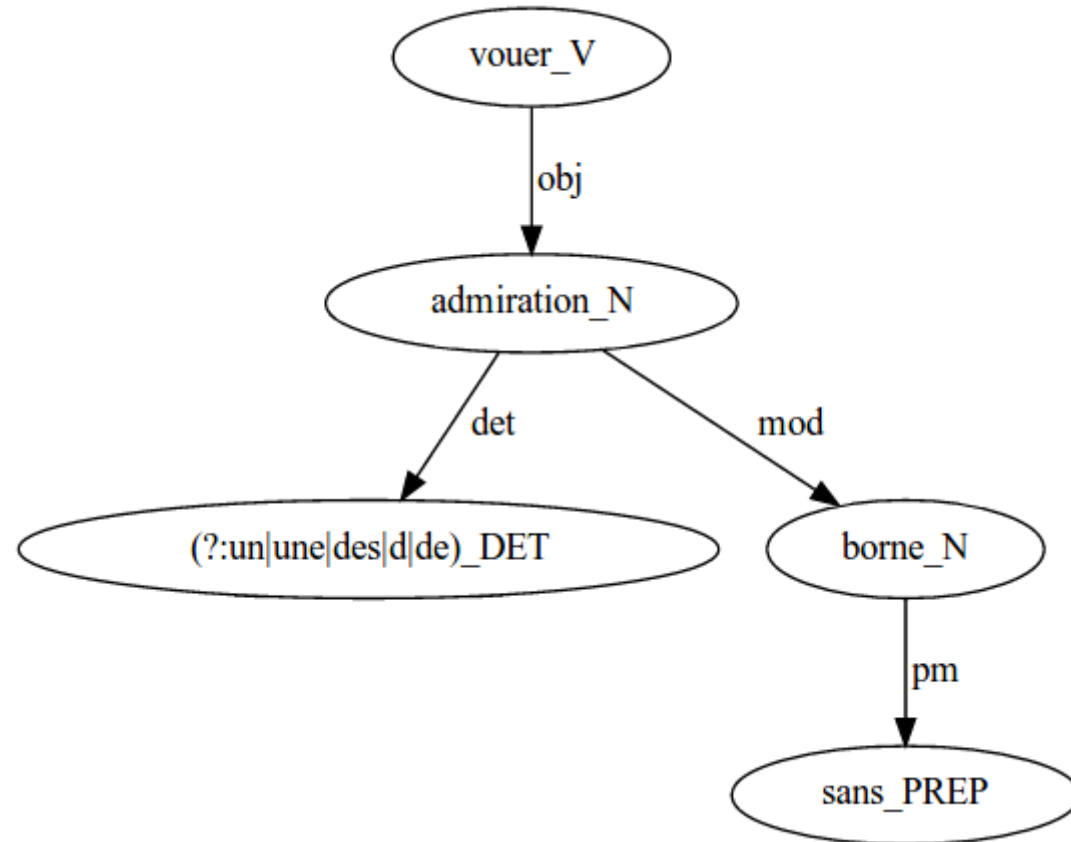 vouer_V
obj
admiration_N
det
mod
(?:un|une|des|d|de)_DET
borne_N
pm
sans_PREP